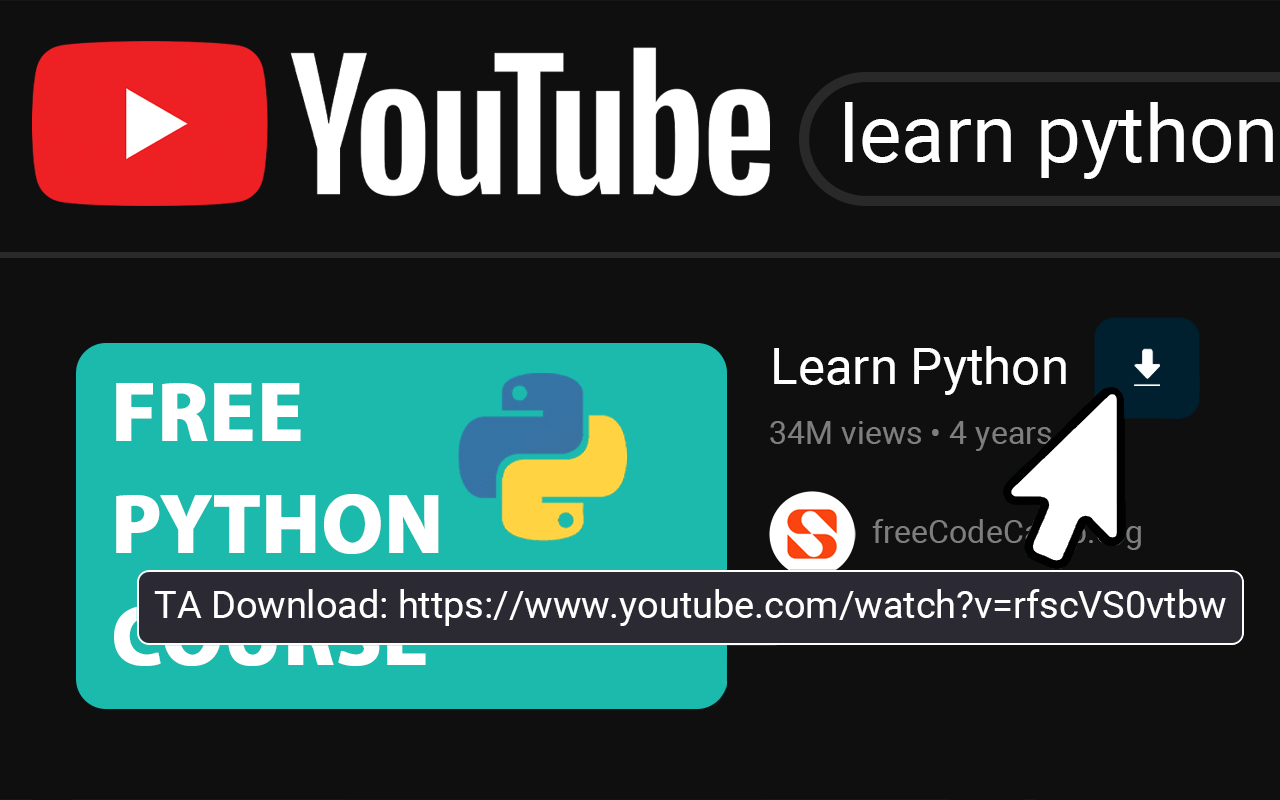 YouTube
learn python
FREE
PYTHON
COURSE
Learn Python
34M views • 4 years
TA Download: https://www.youtube.com/watch?v=rfscVS0vtbw